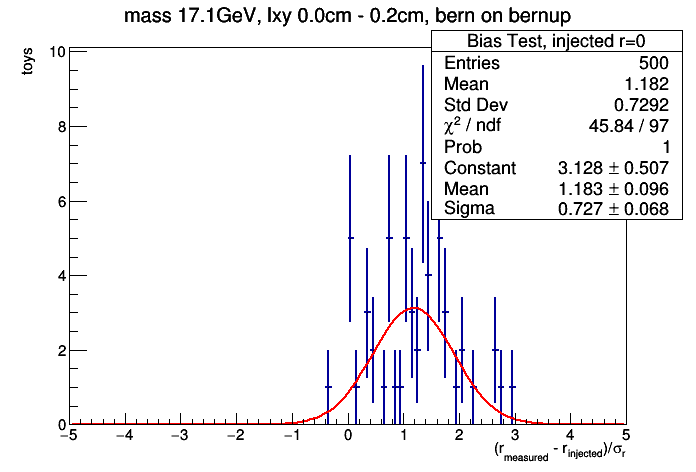 mass 17.1GeV, lxy 0.0cm - 0.2cm, bern on bernup
Bias Test, injected r=0
Entries 500
Mean 1.182
Std Dev 0.7292
χ² / ndf 45.84 / 97
Prob 1
Constant 3.128 ± 0.507
Mean 1.183 ± 0.096
Sigma 0.727 ± 0.068
toys
10
8
6
4
2
0
−5 −4 −3 −2 −1 0 1 2 3 4 5
(r_measured - r_injected)/σ_r